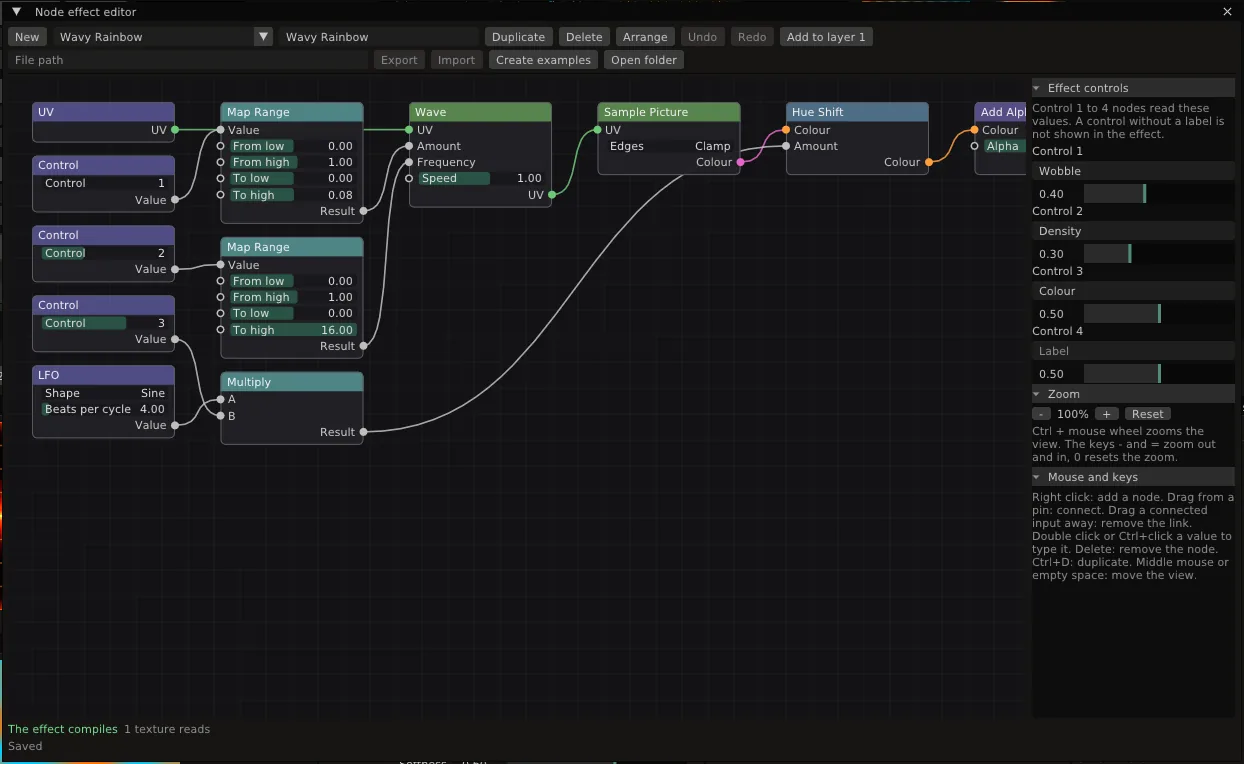 Node effect editor
New Wavy Rainbow Wavy Rainbow Duplicate Delete Arrange Undo Redo Add to layer 1
File path Export Import Create examples Open folder
UV
UV
Control
Control 1
Value
Control
Control 2
Value
Control
Control 3
Value
LFO
Shape Sine
Beats per cycle 4.00
Value
Map Range
Value
From low 0.00
From high 1.00
To low 0.00
To high 0.08
Result
Map Range
Value
From low 0.00
From high 1.00
To low 0.00
To high 16.00
Result
Multiply
A
B
Result
Wave
UV
Amount
Frequency
Speed 1.00
UV
Sample Picture
UV
Edges Clamp
Colour
Hue Shift
Colour
Amount
Colour
Add Alp
Colour
Alpha
Effect controls
Control 1 to 4 nodes read these
values. A control without a label is
not shown in the effect.
Control 1
Wobble
0.40
Control 2
Density
0.30
Control 3
Colour
0.50
Control 4
Label
0.50
Zoom
- 100% + Reset
Ctrl + mouse wheel zooms the
view. The keys - and = zoom out
and in, 0 resets the zoom.
Mouse and keys
Right click: add a node. Drag from a
pin: connect. Drag a connected
input away: remove the link.
Double click or Ctrl+click a value to
type it. Delete: remove the node.
Ctrl+D: duplicate. Middle mouse or
empty space: move the view.
The effect compiles 1 texture reads
Saved